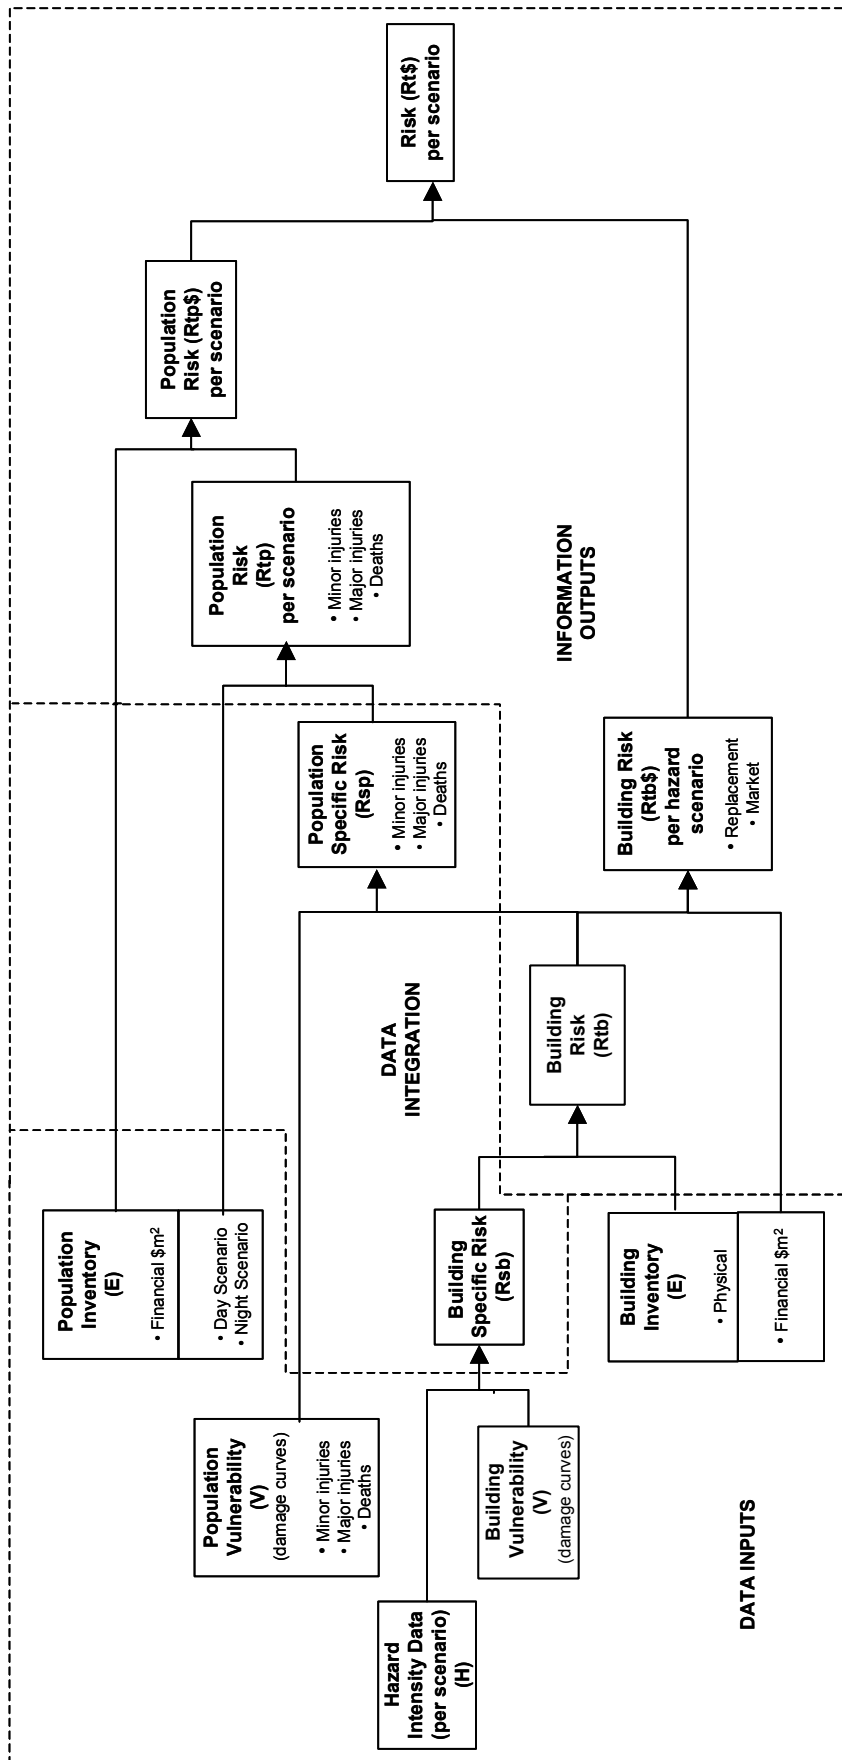 Hazard
Intensity Data
(per scenario)
(H)
Population
Vulnerability
(V)
(damage curves)
• Minor injuries
• Major injuries
• Deaths
Building
Vulnerability
(V)
(damage curves)
DATA INPUTS
Population
Inventory
(E)
• Financial $m²
• Day Scenario
• Night Scenario
Building
Specific Risk
(Rsb)
Building
Inventory
(E)
• Physical
• Financial $m²
DATA
INTEGRATION
Building
Risk
(Rtb)
Population
Specific Risk
(Rsp)
• Minor injuries
• Major injuries
• Deaths
Building Risk
(Rtb$)
per hazard
scenario
• Replacement
• Market
Population
Risk
(Rtp)
per scenario
• Minor injuries
• Major injuries
• Deaths
INFORMATION
OUTPUTS
Population
Risk (Rtp$)
per scenario
Risk (Rt$)
per scenario